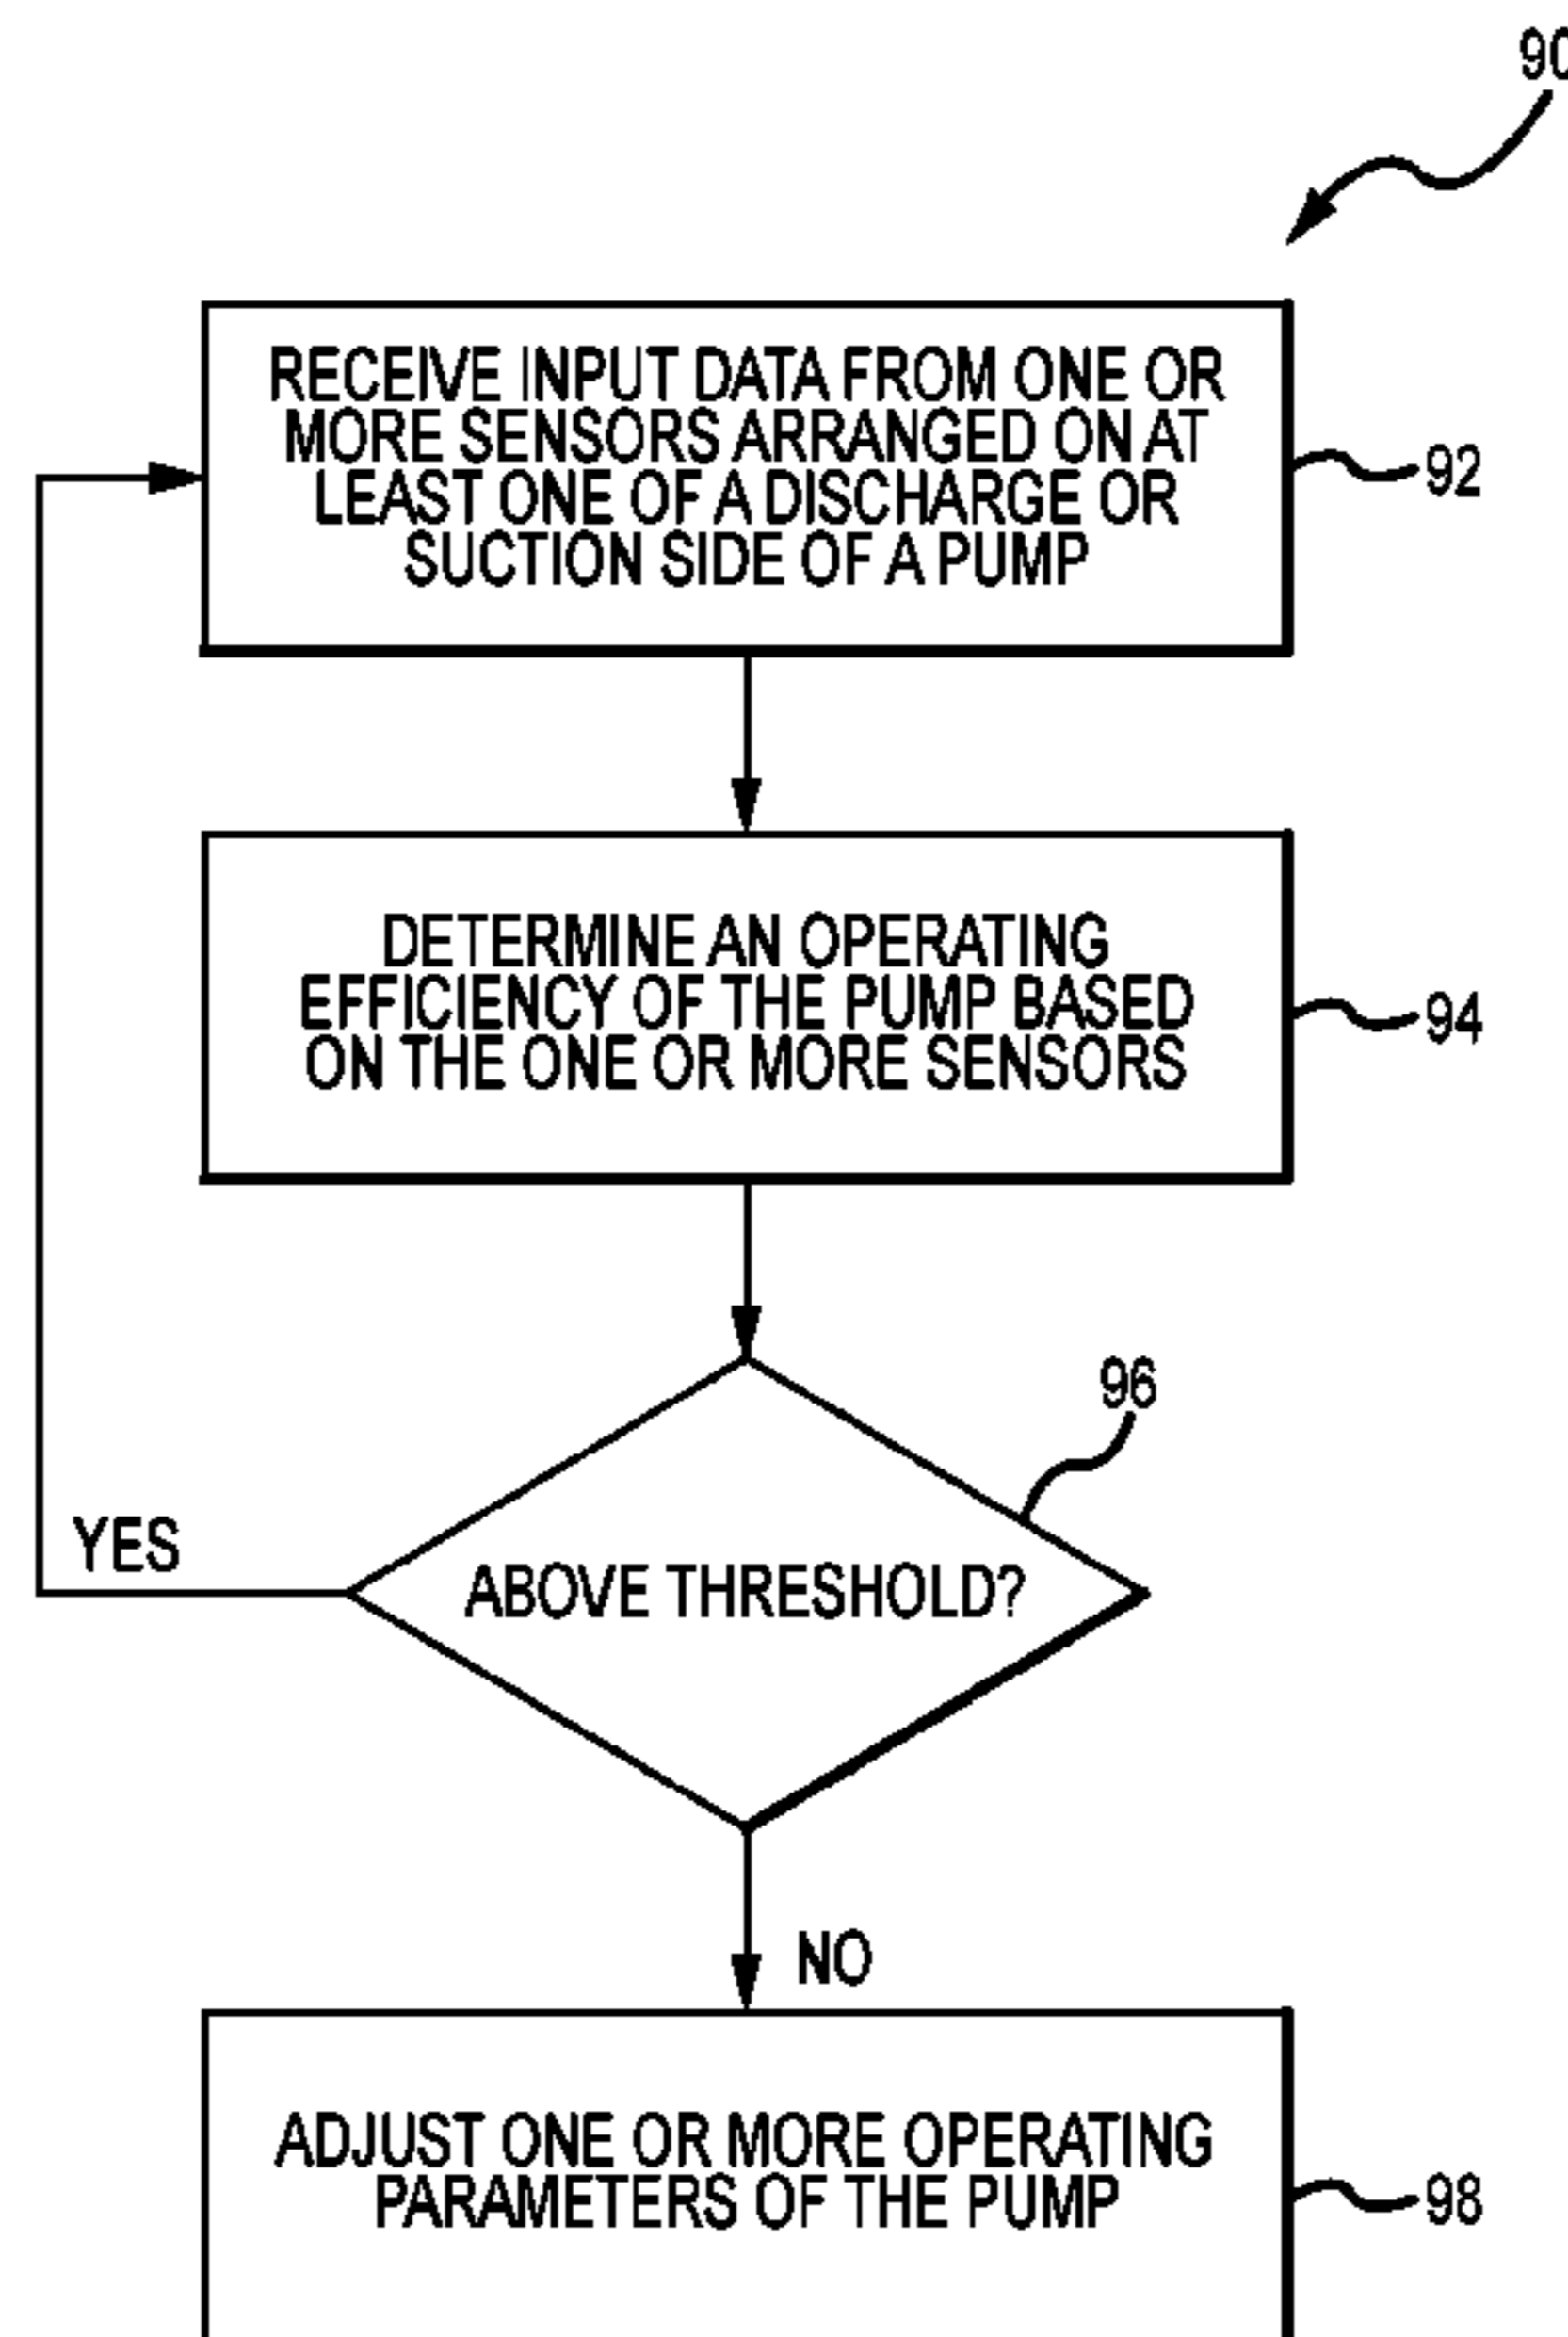 90
RECEIVE INPUT DATA FROM ONE OR
MORE SENSORS ARRANGED ON AT
LEAST ONE OF A DISCHARGE OR
SUCTION SIDE OF A PUMP
92
DETERMINE AN OPERATING
EFFICIENCY OF THE PUMP BASED
ON THE ONE OR MORE SENSORS
94
96
ABOVE THRESHOLD?
YES
NO
ADJUST ONE OR MORE OPERATING
PARAMETERS OF THE PUMP
98